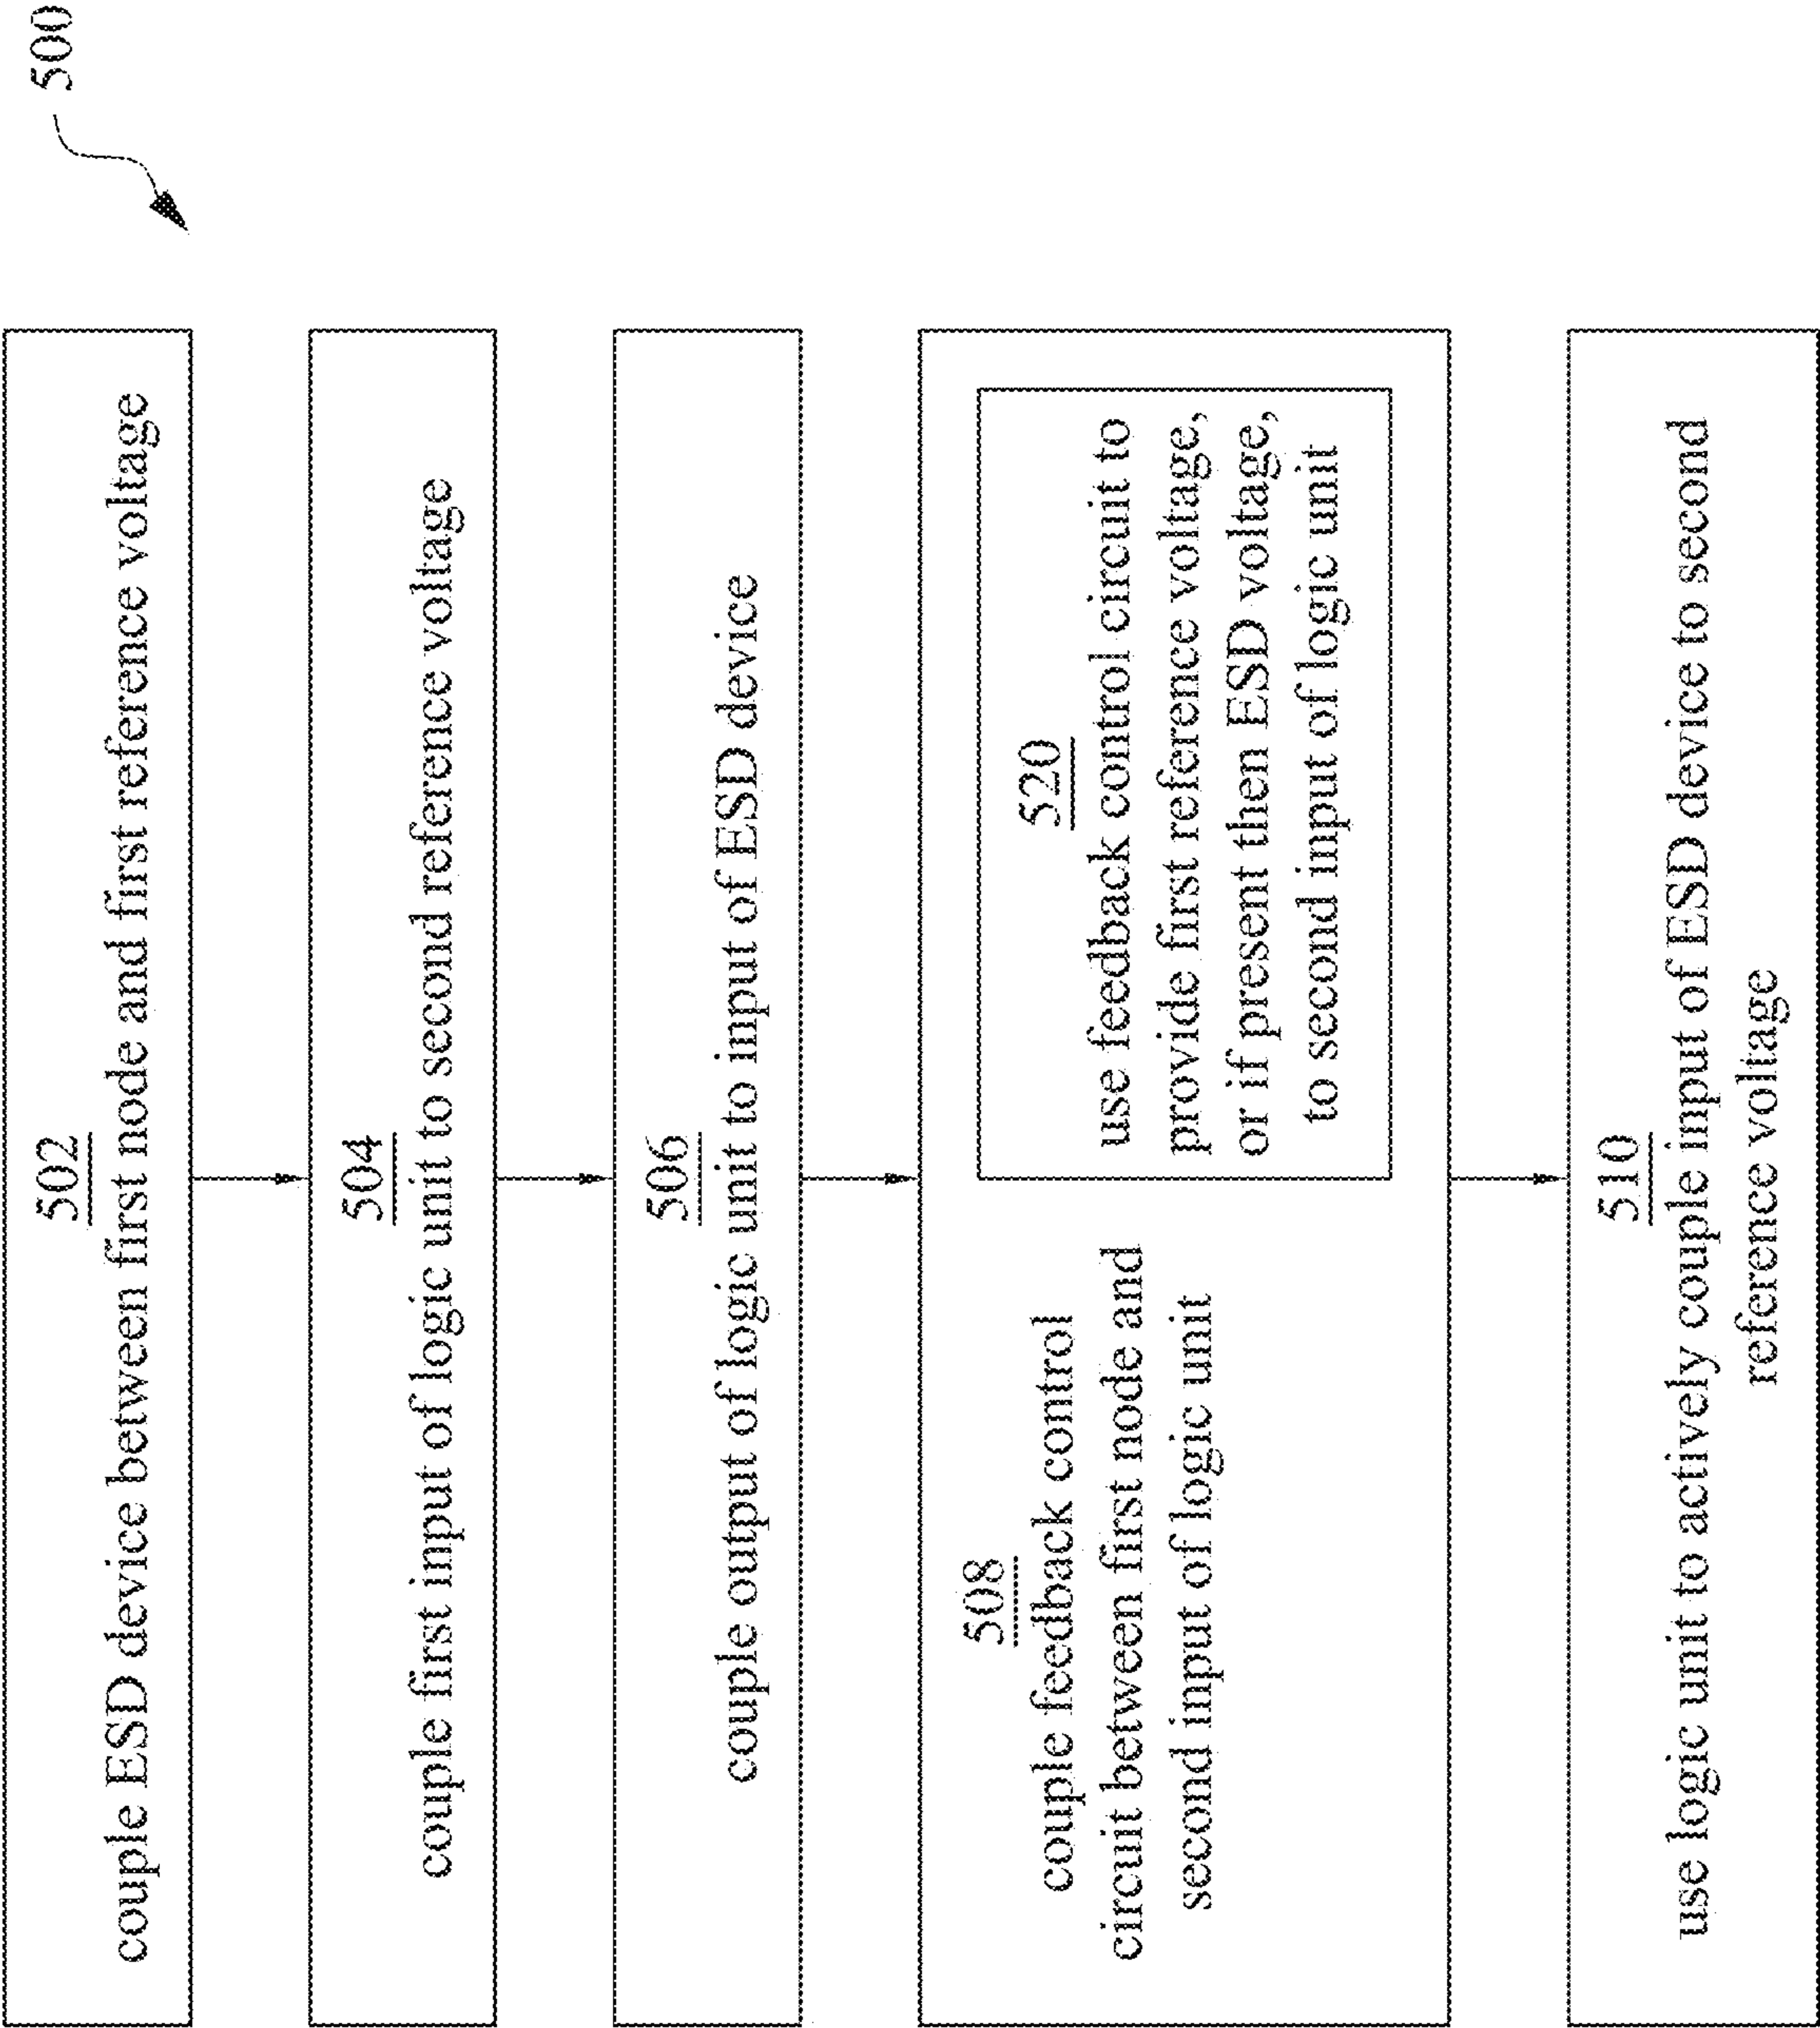 500
502
couple ESD device between first node and first reference voltage
504
couple first input of logic unit to second reference voltage
506
couple output of logic unit to input of ESD device
508
couple feedback control
circuit between first node and
second input of logic unit
520
use feedback control circuit to
provide first reference voltage,
or if present then ESD voltage,
to second input of logic unit
510
use logic unit to actively couple input of ESD device to second
reference voltage